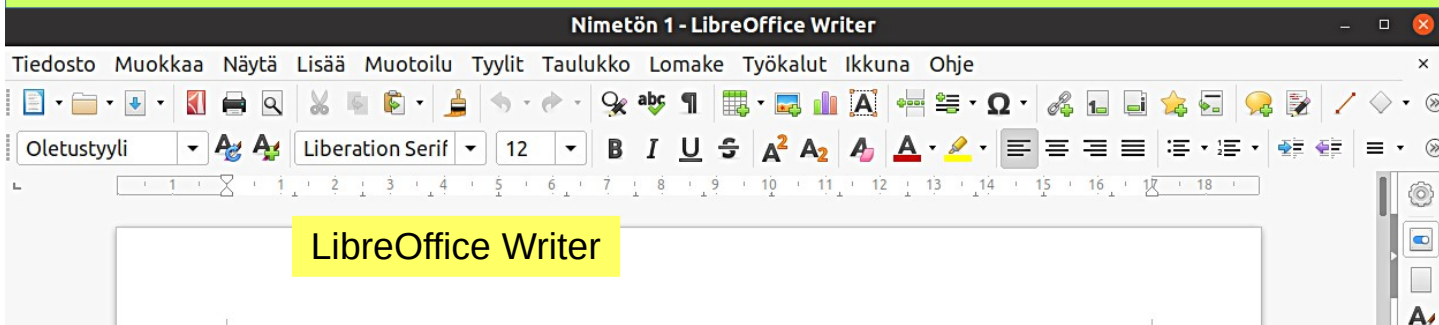 Nimetön 1 - LibreOffice Writer
Tiedosto Muokkaa Näytä Lisää Muotoilu Tyylit Taulukko Lomake Työkalut Ikkuna Ohje
Oletustyyli Liberation Serif 12
1 1 2 3 4 5 6 7 8 9 10 11 12 13 14 15 16 17 18
LibreOffice Writer